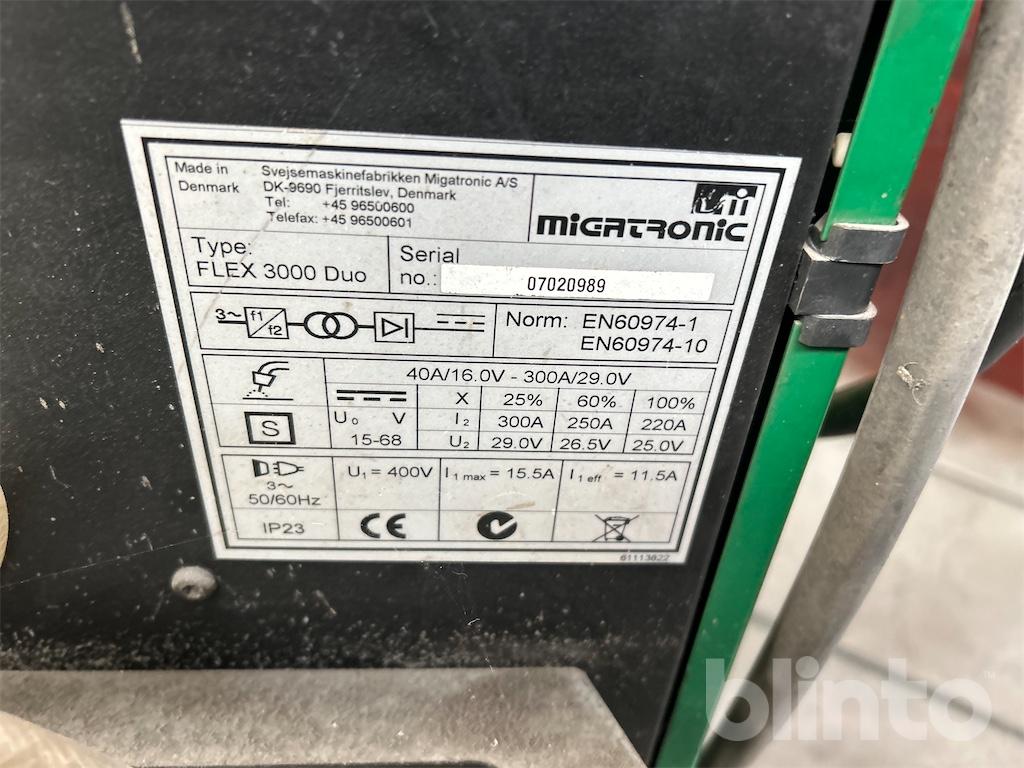 Made in
Denmark
Svejsemaskinefabrikken Migatronic A/S
DK-9690 Fjerritslev, Denmark
Tel: +45 96500600
Telefax: +45 96500601
MIGATRONIC
Type:
FLEX 3000 Duo
Serial
no.: 07020989
3~ f1 f2
Norm: EN60974-1
EN60974-10
40A/16.0V - 300A/29.0V
X 25% 60% 100%
S
U₀ V
15-68
I₂ 300A 250A 220A
U₂ 29.0V 26.5V 25.0V
3~
50/60Hz
U₁ = 400V
I₁ max = 15.5A
I₁ eff = 11.5A
IP23
CE
61113822
blinto™